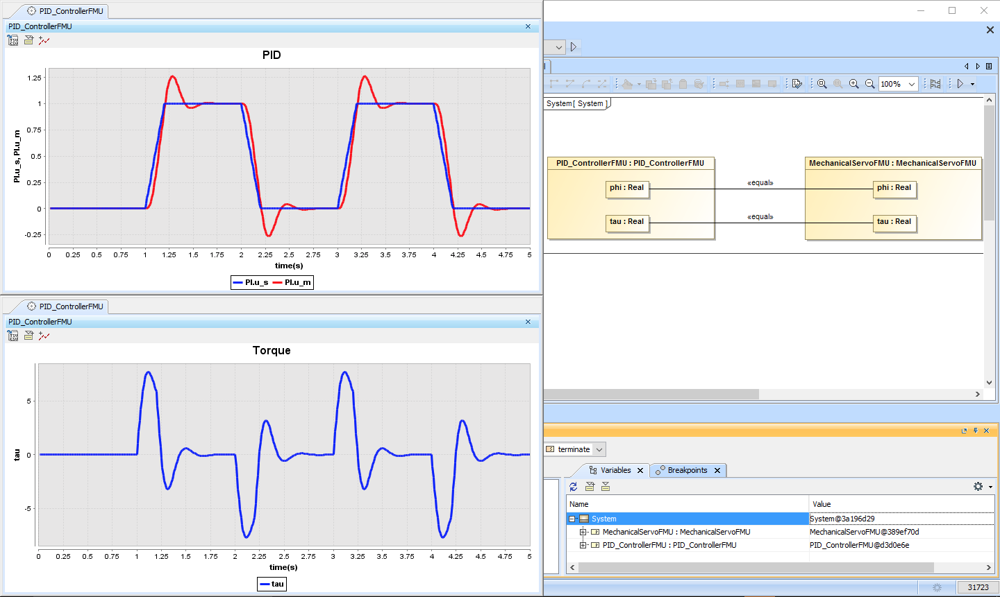 PID_ControllerFMU
PID_ControllerFMU
PID
1.25
1
0.75
0.5
0.25
0
-0.25
PI.u_s, PI.u_m
0 0.25 0.5 0.75 1 1.25 1.5 1.75 2 2.25 2.5 2.75 3 3.25 3.5 3.75 4 4.25 4.5 4.75 5
time(s)
PI.u_s PI.u_m
PID_ControllerFMU
PID_ControllerFMU
Torque
5
0
-5
tau
0 0.25 0.5 0.75 1 1.25 1.5 1.75 2 2.25 2.5 2.75 3 3.25 3.5 3.75 4 4.25 4.5 4.75 5
time(s)
tau
100%
System[ System ]
PID_ControllerFMU : PID_ControllerFMU
phi : Real
tau : Real
«equal»
«equal»
MechanicalServoFMU : MechanicalServoFMU
phi : Real
tau : Real
terminate
Variables
Breakpoints
Name Value
System System@3a196d29
MechanicalServoFMU : MechanicalServoFMU MechanicalServoFMU@389ef70d
PID_ControllerFMU : PID_ControllerFMU PID_ControllerFMU@d3d0e6e
31723